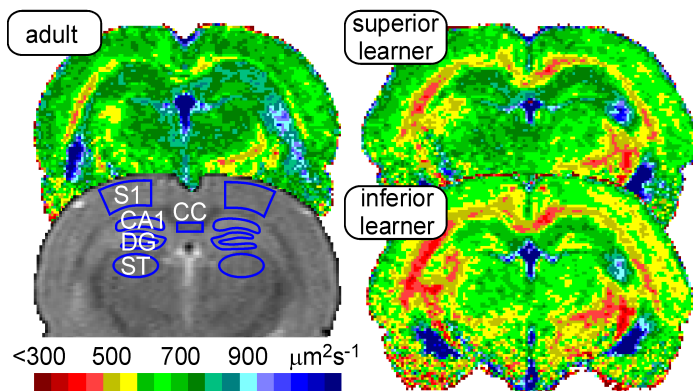 adult
superior
learner
S1
CC
CA1
DG
ST
inferior
learner
<300 500 700 900 μm²s⁻¹